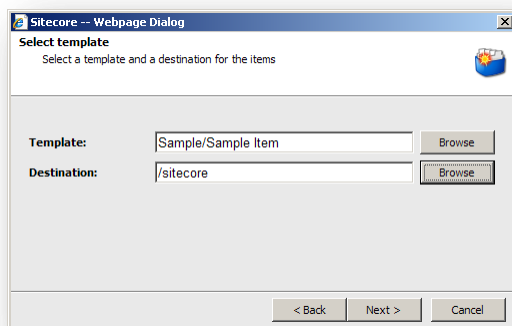 Sitecore -- Webpage Dialog
Select template
Select a template and a destination for the items
Template: Sample/Sample Item Browse
Destination: /sitecore Browse
< Back Next > Cancel